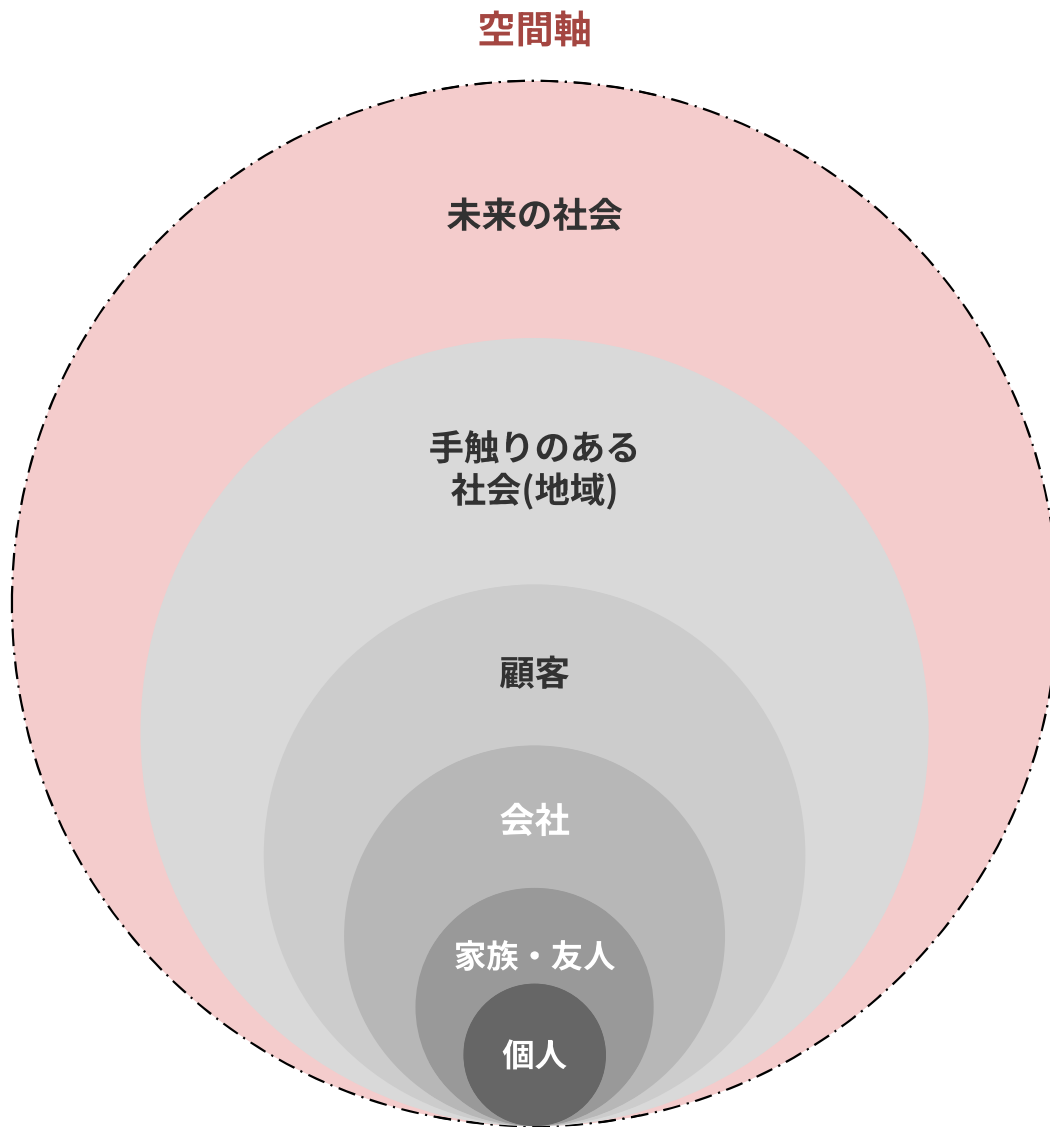 空間軸
未来の社会
手触りのある
社会(地域)
顧客
会社
家族・友人
個人